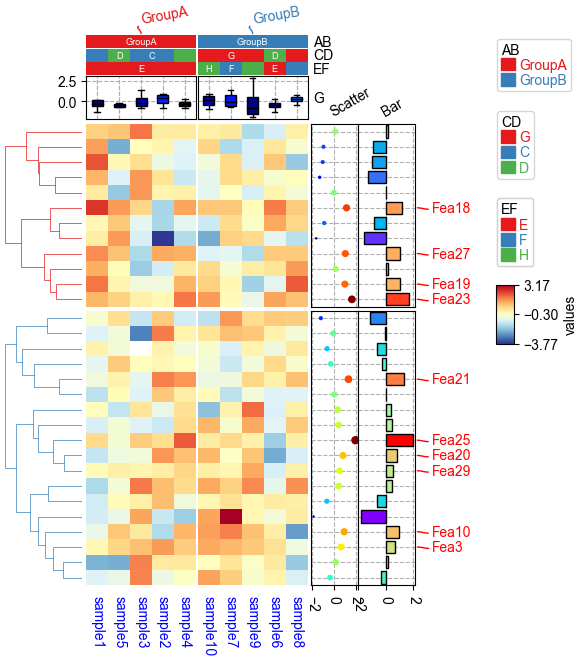 GroupA
GroupB
GroupA
GroupB
AB
D
C
G
D
CD
E
H
F
E
EF
2.5
0.0
G
Scatter
Bar
Fea18
Fea27
Fea19
Fea23
Fea21
Fea25
Fea20
Fea29
Fea10
Fea3
sample1
sample5
sample3
sample2
sample4
sample10
sample7
sample9
sample6
sample8
−2
0
2
−2
0
2
AB
GroupA
GroupB
CD
G
C
D
EF
E
F
H
3.17
−0.30
−3.77
values